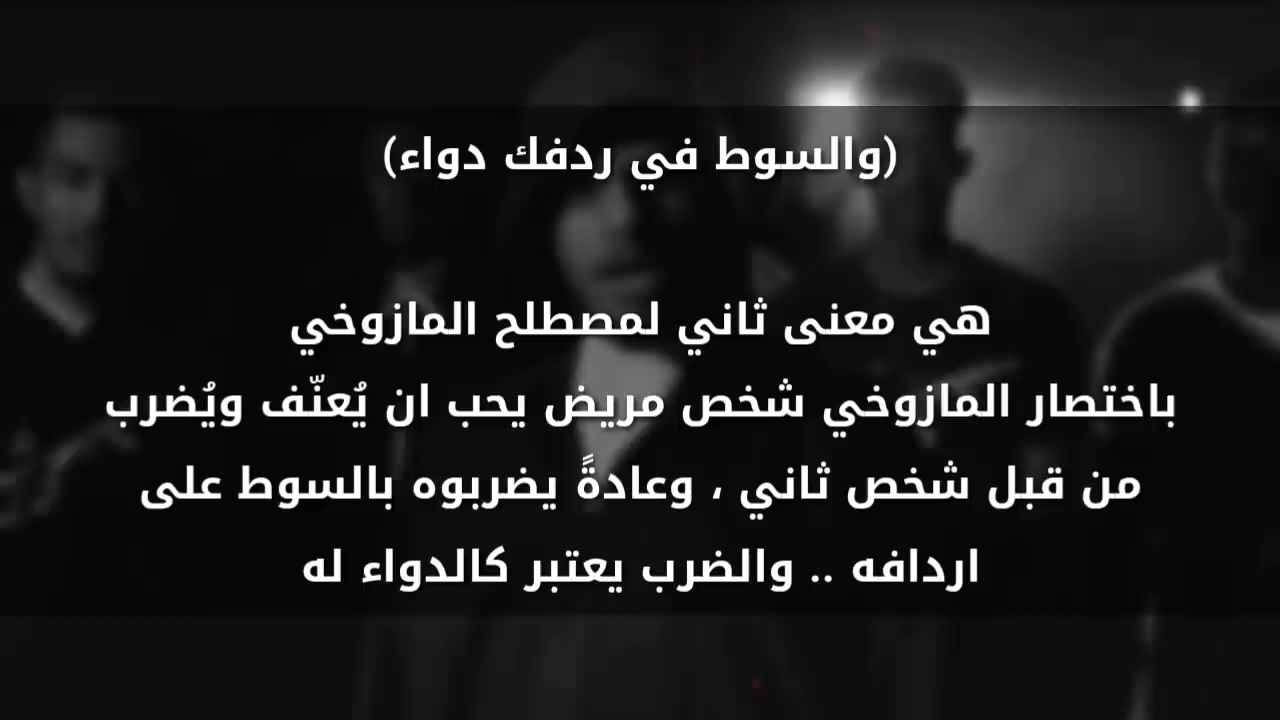 (والسوط في ردفك دواء)
هي معنى ثاني لمصطلح المازوخي
باختصار المازوخي شخص مريض يحب ان يُعنّف ويُضرب
من قبل شخص ثاني ، وعادةً يضربوه بالسوط على
اردافه .. والضرب يعتبر كالدواء له